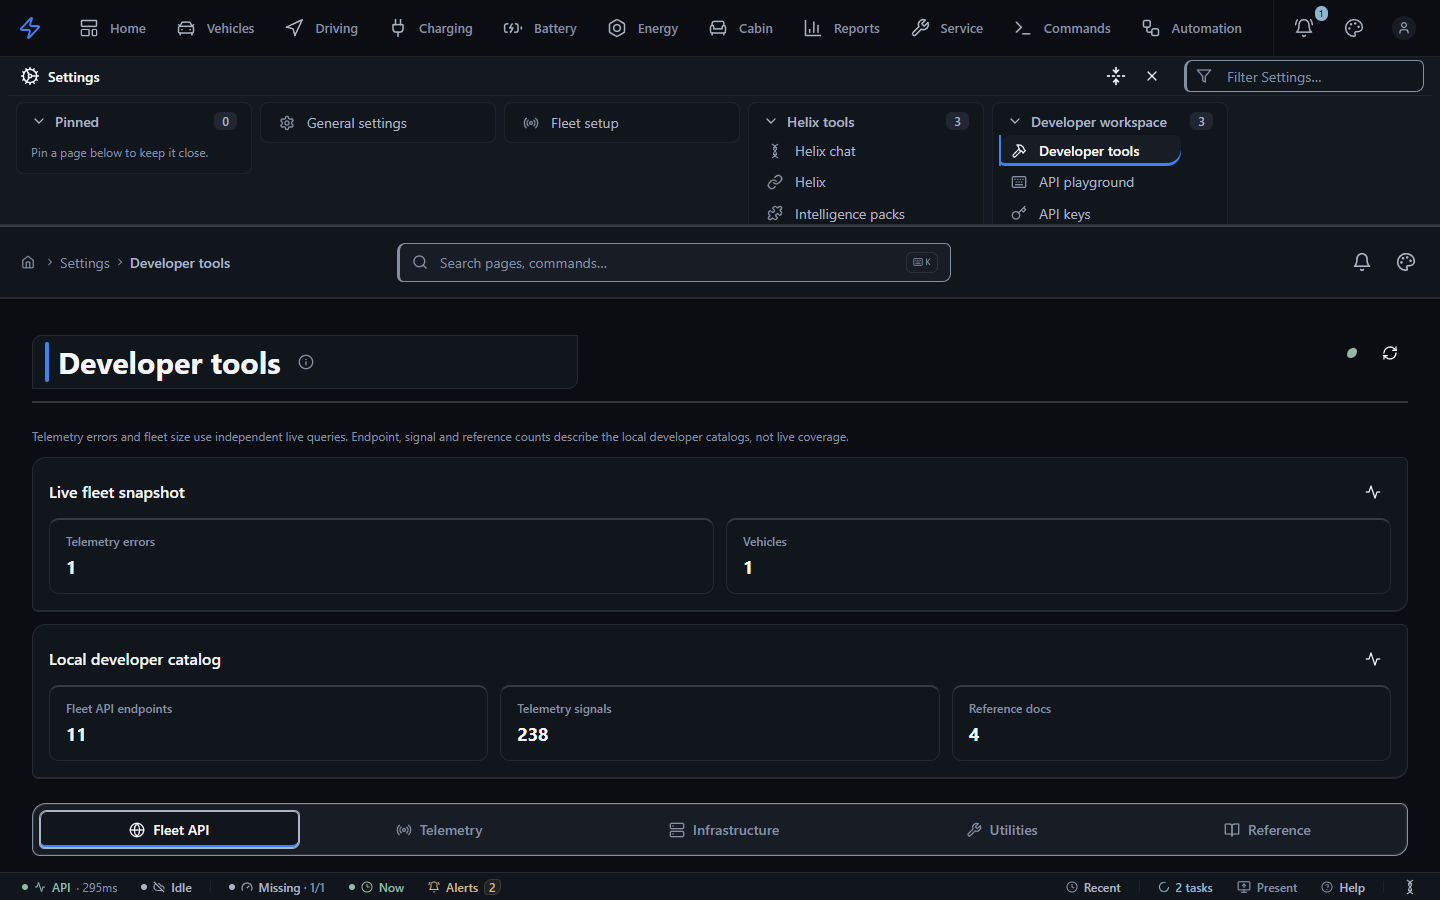 Home Vehicles Driving Charging Battery Energy Cabin Reports Service Commands Automation 1
Settings Filter Settings...
Pinned 0
Pin a page below to keep it close.
General settings
Fleet setup
Helix tools 3
Helix chat
Helix
Intelligence packs
Developer workspace 3
Developer tools
API playground
API keys
Settings Developer tools Search pages, commands... K
Developer tools
Telemetry errors and fleet size use independent live queries. Endpoint, signal and reference counts describe the local developer catalogs, not live coverage.
Live fleet snapshot
Telemetry errors
1
Vehicles
1
Local developer catalog
Fleet API endpoints
11
Telemetry signals
238
Reference docs
4
Fleet API Telemetry Infrastructure Utilities Reference
API · 295ms Idle Missing · 1/1 Now Alerts 2 Recent 2 tasks Present Help